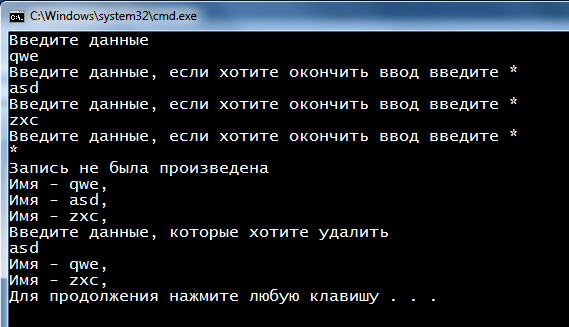 C:\Windows\system32\cmd.exe
Введите данные
qwe
Введите данные, если хотите окончить ввод введите *
asd
Введите данные, если хотите окончить ввод введите *
zxc
Введите данные, если хотите окончить ввод введите *
*
Запись не была произведена
Имя - qwe,
Имя - asd,
Имя - zxc,
Введите данные, которые хотите удалить
asd
Имя - qwe,
Имя - zxc,
Для продолжения нажмите любую клавишу . . .